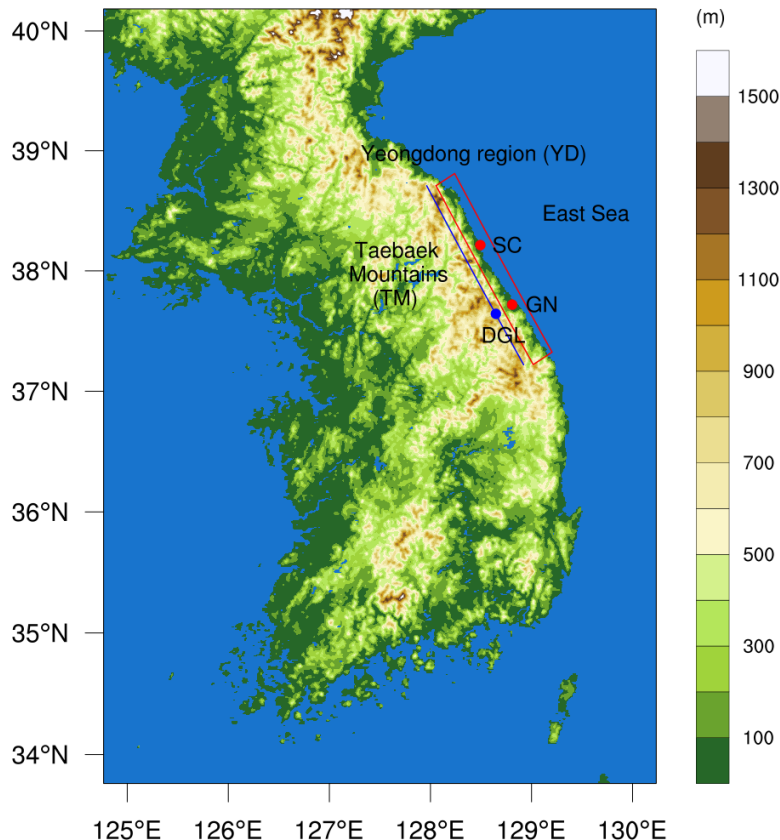 (m)
40°N
39°N
38°N
37°N
36°N
35°N
34°N
Yeongdong region (YD)
East Sea
SC
Taebaek
Mountains
(TM)
GN
DGL
1500
1300
1100
900
700
500
300
100
125°E
126°E
127°E
128°E
129°E
130°E